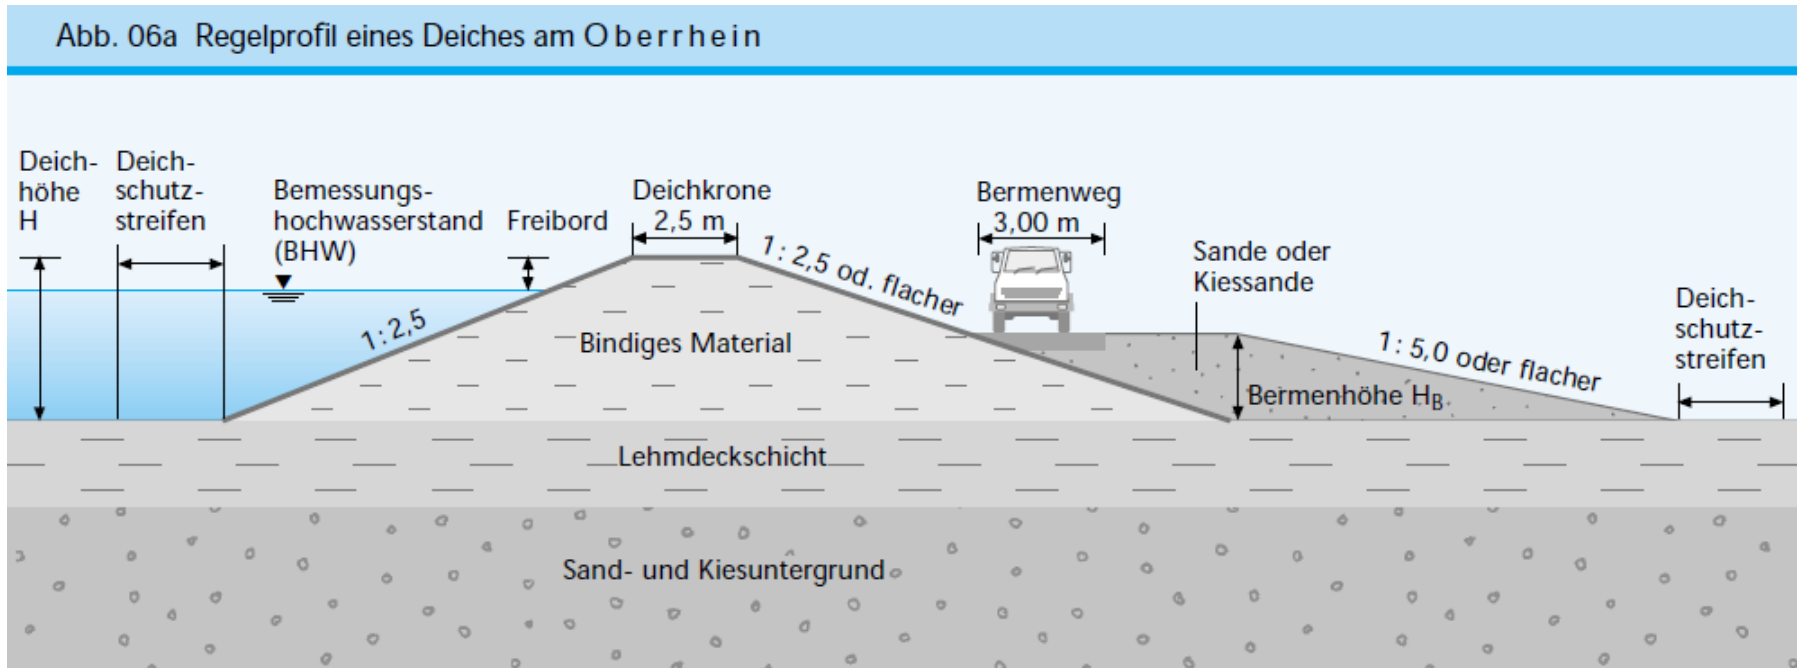 Abb. 06a Regelprofil eines Deiches am Oberrhein
Deich-
höhe
H
Deich-
schutz-
streifen
Bemessungs-
hochwasserstand
(BHW)
Freibord
Deichkrone
2,5 m
Bermenweg
3,00 m
1:2,5
1:2,5 od. flacher
Sande oder
Kiessande
1:5,0 oder flacher
Deich-
schutz-
streifen
Bindiges Material
Bermenhöhe HB
Lehmdeckschicht
Sand- und Kiesuntergrund